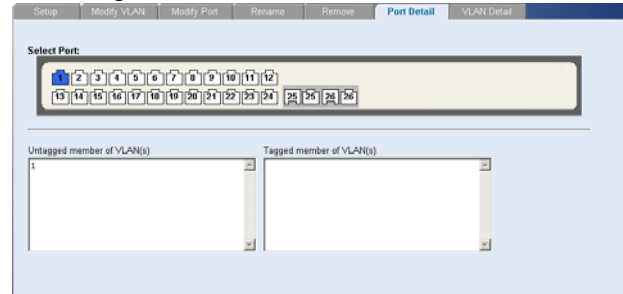 Setup Modify VLAN Modify Port Rename Remove Port Detail VLAN Detail
Select Port:
1 2 3 4 5 6 7 8 9 10 11 12
13 14 15 16 17 18 19 20 21 22 23 24 25 25 26 26
Untagged member of VLAN(s) Tagged member of VLAN(s)
1